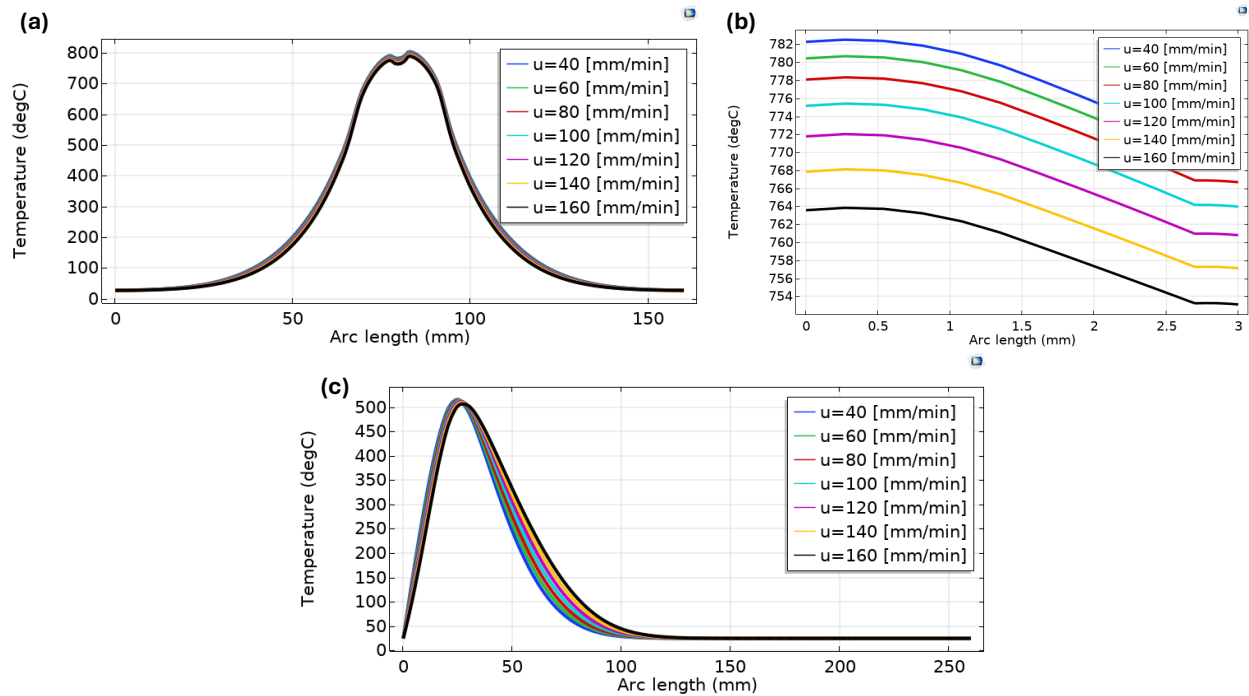 (a)
800
700
600
500
400
300
200
100
0
Temperature (degC)
u=40 [mm/min]
u=60 [mm/min]
u=80 [mm/min]
u=100 [mm/min]
u=120 [mm/min]
u=140 [mm/min]
u=160 [mm/min]
0 50 100 150
Arc length (mm)
(b)
782
780
778
776
774
772
770
768
766
764
762
760
758
756
754
Temperature (degC)
u=40 [mm/min]
u=60 [mm/min]
u=80 [mm/min]
u=100 [mm/min]
u=120 [mm/min]
u=140 [mm/min]
u=160 [mm/min]
0 0.5 1 1.5 2 2.5 3
Arc length (mm)
(c)
500
450
400
350
300
250
200
150
100
50
0
Temperature (degC)
u=40 [mm/min]
u=60 [mm/min]
u=80 [mm/min]
u=100 [mm/min]
u=120 [mm/min]
u=140 [mm/min]
u=160 [mm/min]
0 50 100 150 200 250
Arc length (mm)